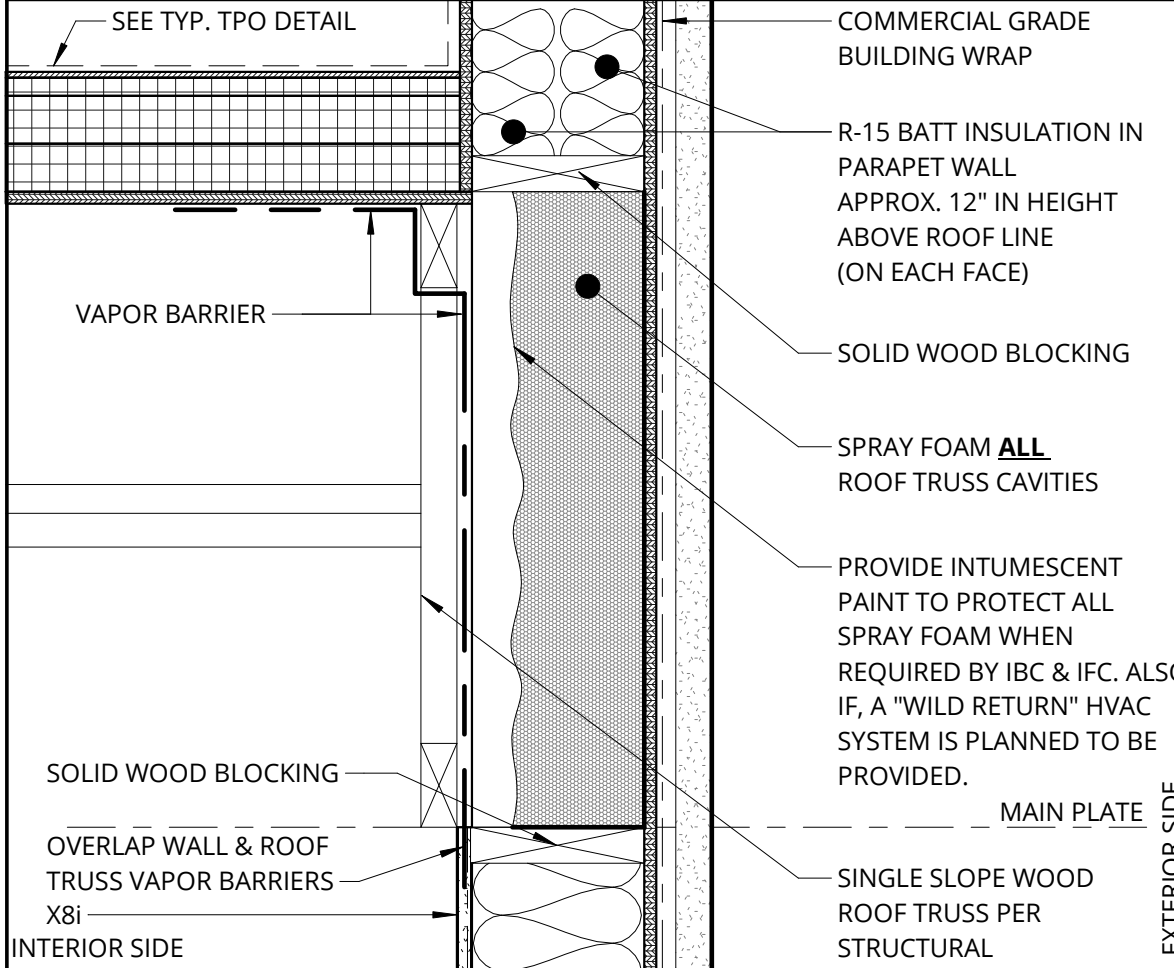 SEE TYP. TPO DETAIL
VAPOR BARRIER
SOLID WOOD BLOCKING
OVERLAP WALL & ROOF
TRUSS VAPOR BARRIERS
X8i
INTERIOR SIDE
COMMERCIAL GRADE
BUILDING WRAP
R-15 BATT INSULATION IN
PARAPET WALL
APPROX. 12" IN HEIGHT
ABOVE ROOF LINE
(ON EACH FACE)
SOLID WOOD BLOCKING
SPRAY FOAM ALL
ROOF TRUSS CAVITIES
PROVIDE INTUMESCENT
PAINT TO PROTECT ALL
SPRAY FOAM WHEN
REQUIRED BY IBC & IFC. ALSO
IF, A "WILD RETURN" HVAC
SYSTEM IS PLANNED TO BE
PROVIDED.
MAIN PLATE
SINGLE SLOPE WOOD
ROOF TRUSS PER
STRUCTURAL
EXTERIOR SIDE